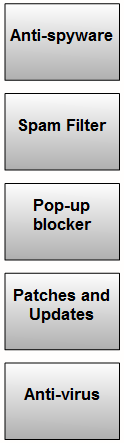 Anti-spyware
Spam Filter
Pop-up
blocker
Patches and
Updates
Anti-virus